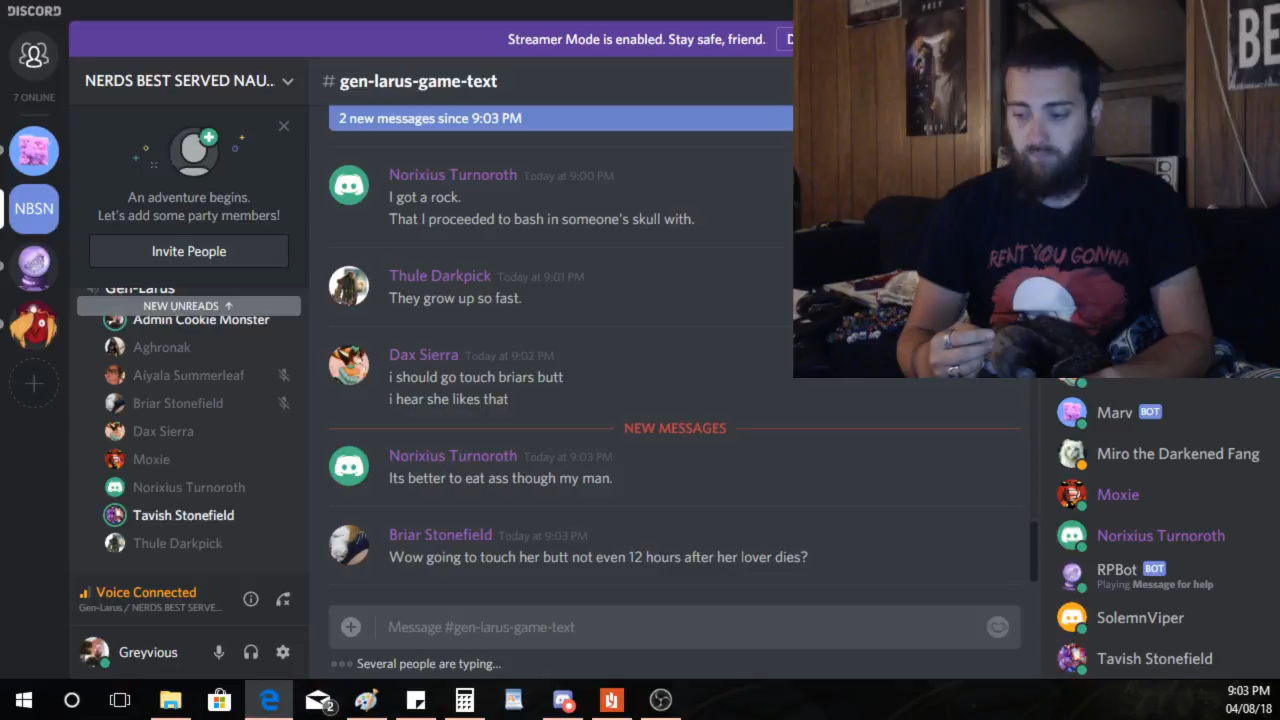 DISCORD
Streamer Mode is enabled. Stay safe, friend.
7 ONLINE
NBSN
NERDS BEST SERVED NAU...
An adventure begins.
Let's add some party members!
Invite People
Gen-Larus
NEW UNREADS ↑
Admin Cookie Monster
Aghronak
Aiyala Summerleaf
Briar Stonefield
Dax Sierra
Moxie
Norixius Turnoroth
Tavish Stonefield
Thule Darkpick
Voice Connected
Gen-Larus / NERDS BEST SERVE...
Greyvious
# gen-larus-game-text
2 new messages since 9:03 PM
Norixius Turnoroth Today at 9:00 PM
I got a rock.
That I proceeded to bash in someone's skull with.
Thule Darkpick Today at 9:01 PM
They grow up so fast.
Dax Sierra Today at 9:02 PM
i should go touch briars butt
i hear she likes that
NEW MESSAGES
Norixius Turnoroth Today at 9:03 PM
Its better to eat ass though my man.
Briar Stonefield Today at 9:03 PM
Wow going to touch her butt not even 12 hours after her lover dies?
Message #gen-larus-game-text
Several people are typing...
BE
RENT YOU GONNA
Marv BOT
Miro the Darkened Fang
Moxie
Norixius Turnoroth
RPBot BOT
Playing Message for help
SolemnViper
Tavish Stonefield
2
9:03 PM
04/08/18